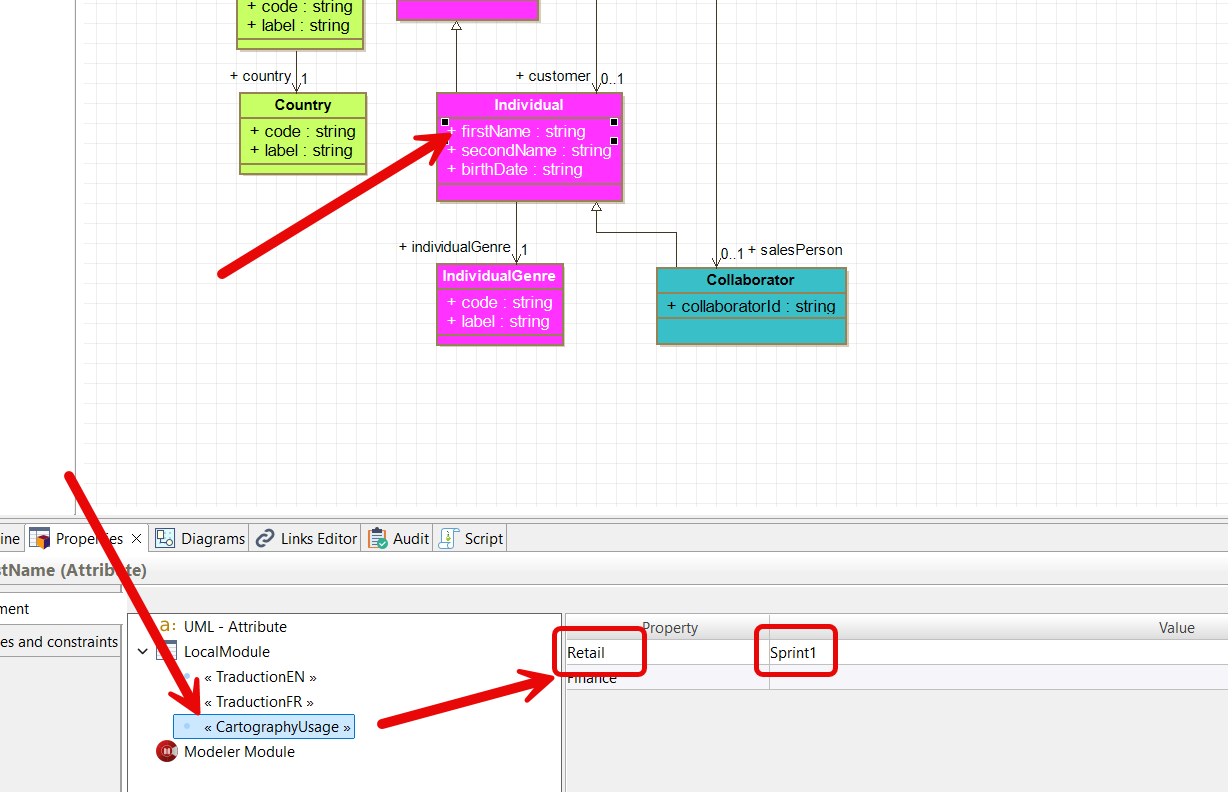 + code : string
+ label : string
+ country 1
+ customer 0..1
Country
+ code : string
+ label : string
Individual
+ firstName : string
+ secondName : string
+ birthDate : string
+ individualGenre 1
0..1 + salesPerson
IndividualGenre
+ code : string
+ label : string
Collaborator
+ collaboratorId : string
ine Properties Diagrams Links Editor Audit Script
stName (Attribute)
ment
es and constraints
a: UML - Attribute
LocalModule
« TraductionEN »
« TraductionFR »
« CartographyUsage »
Modeler Module
Property Value
Retail Sprint1
Finance